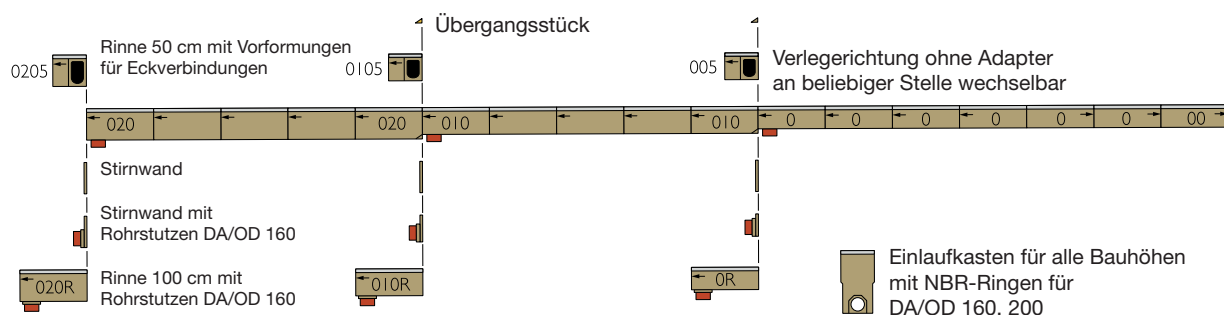 Übergangsstück
Rinne 50 cm mit Vorformungen
für Eckverbindungen
0205
0105
005
Verlegerichtung ohne Adapter
an beliebiger Stelle wechselbar
020 020 010 010 0 0 0 0 0 0 00
Stirnwand
Stirnwand mit
Rohrstutzen DA/OD 160
Rinne 100 cm mit
Rohrstutzen DA/OD 160
020R
010R
0R
Einlaufkasten für alle Bauhöhen
mit NBR-Ringen für
DA/OD 160, 200